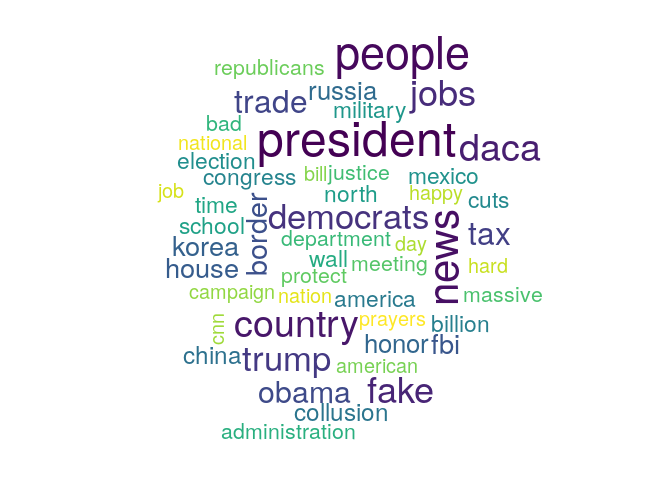 people
republicans
russia
jobs
trade
military
bad
president
daca
national
election
congress
bill
justice
mexico
job
north
happy
cuts
time
border
democrats
news
school
tax
korea
department
day
house
wall
meeting
hard
protect
campaign
nation
america
massive
cnn
country
prayers
billion
honor
fbi
china
trump
american
obama
fake
collusion
administration